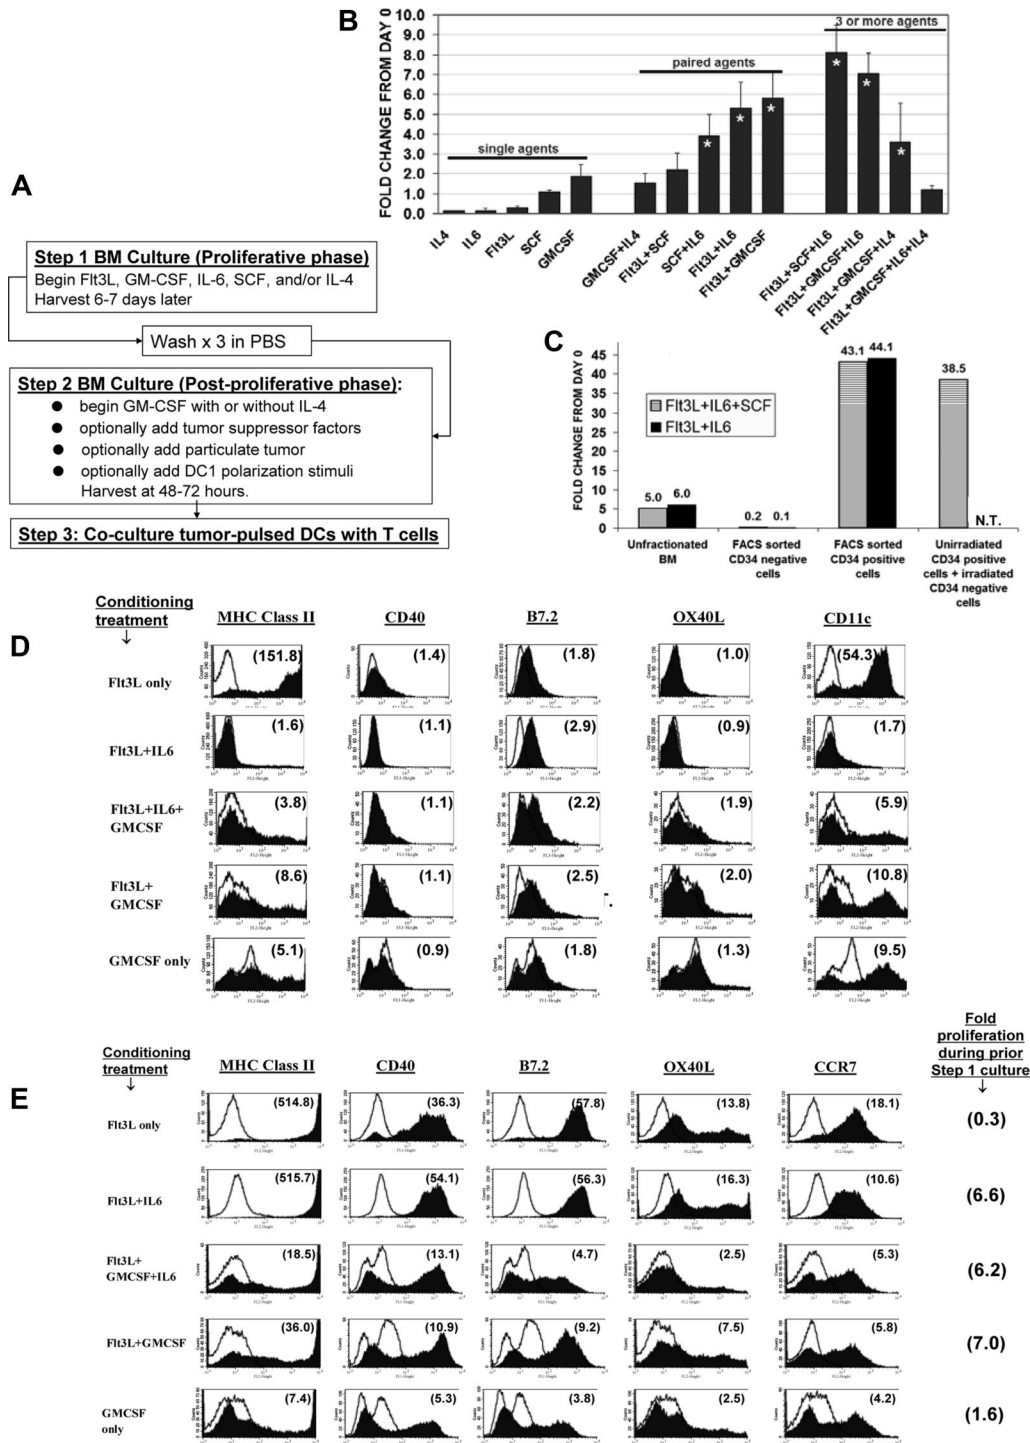 A
Step 1 BM Culture (Proliferative phase)
Begin Flt3L, GM-CSF, IL-6, SCF, and/or IL-4
Harvest 6-7 days later
Wash x 3 in PBS
Step 2 BM Culture (Post-proliferative phase):
● begin GM-CSF with or without IL-4
● optionally add tumor suppressor factors
● optionally add particulate tumor
● optionally add DC1 polarization stimuli
Harvest at 48-72 hours.
Step 3: Co-culture tumor-pulsed DCs with T cells
B
FOLD CHANGE FROM DAY 0
10.0
9.0
8.0
7.0
6.0
5.0
4.0
3.0
2.0
1.0
0.0
single agents
paired agents
3 or more agents
* * * * * *
IL4
IL6
Flt3L
SCF
GMCSF
GMCSF+IL4
Flt3L+SCF
SCF+IL6
Flt3L+IL6
Flt3L+GMCSF
Flt3L+SCF+IL6
Flt3L+GMCSF+IL6
Flt3L+GMCSF+IL4
Flt3L+GMCSF+IL6+IL4
C
FOLD CHANGE FROM DAY 0
45
40
35
30
25
20
15
10
5
0
Flt3L+IL6+SCF
Flt3L+IL6
5.0 6.0
0.2 0.1
43.1 44.1
38.5
N.T.
Unfractionated
BM
FACS sorted
CD34 negative
cells
FACS sorted
CD34 positive
cells
Unirradiated
CD34 positive
cells + irradiated
CD34 negative
cells
D
Conditioning
treatment
↓
MHC Class II CD40 B7.2 OX40L CD11c
Flt3L only (151.8) (1.4) (1.8) (1.0) (54.3)
Flt3L+IL6 (1.6) (1.1) (2.9) (0.9) (1.7)
Flt3L+IL6+
GMCSF (3.8) (1.1) (2.2) (1.9) (5.9)
Flt3L+
GMCSF (8.6) (1.1) (2.5) (2.0) (10.8)
GMCSF only (5.1) (0.9) (1.8) (1.3) (9.5)
E
Conditioning
treatment
↓
MHC Class II CD40 B7.2 OX40L CCR7
Fold
proliferation
during prior
Step 1 culture
↓
Flt3L only (514.8) (36.3) (57.8) (13.8) (18.1) (0.3)
Flt3L+IL6 (515.7) (54.1) (56.3) (16.3) (10.6) (6.6)
Flt3L+
GMCSF+IL6 (18.5) (13.1) (4.7) (2.5) (5.3) (6.2)
Flt3L+GMCSF (36.0) (10.9) (9.2) (7.5) (5.8) (7.0)
GMCSF
only (7.4) (5.3) (3.8) (2.5) (4.2) (1.6)